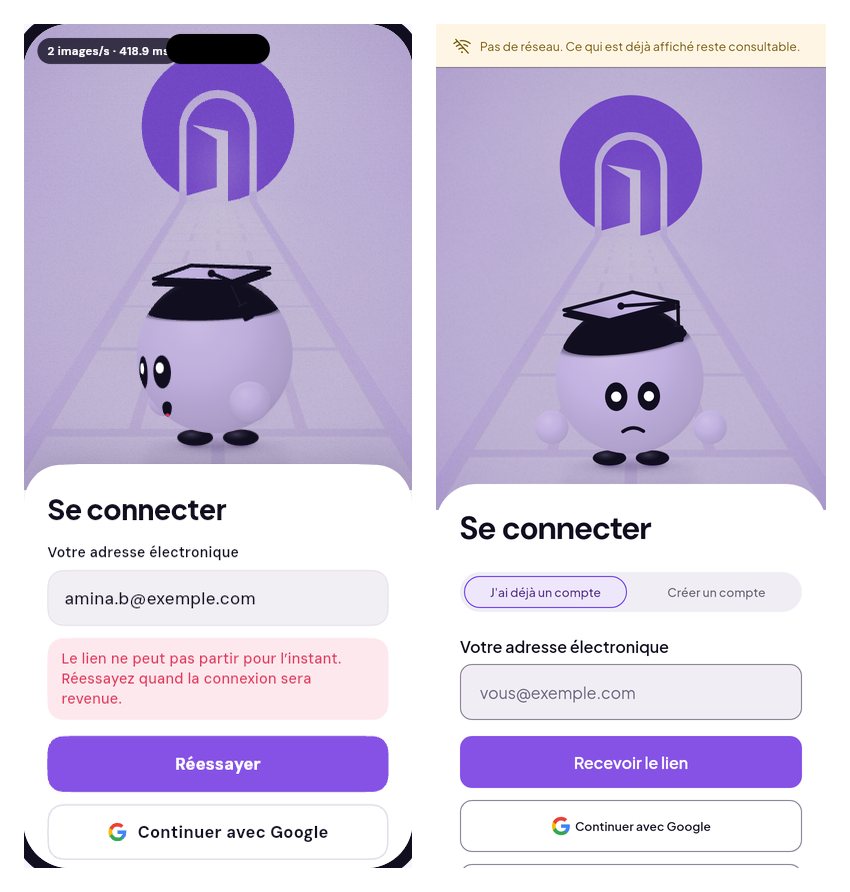 2 images/s · 418.9 ms
Se connecter
Votre adresse électronique
amina.b@exemple.com
Le lien ne peut pas partir pour l’instant.
Réessayez quand la connexion sera
revenue.
Réessayer
Continuer avec Google
Pas de réseau. Ce qui est déjà affiché reste consultable.
Se connecter
J'ai déjà un compte
Créer un compte
Votre adresse électronique
vous@exemple.com
Recevoir le lien
Continuer avec Google